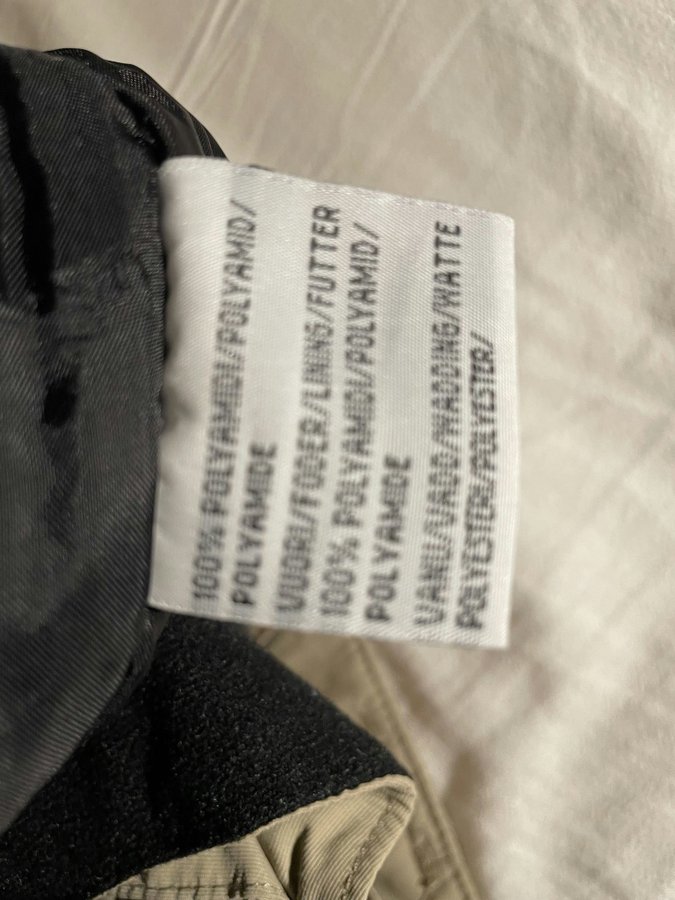 100% POLYAMIDI/POLYAMID/
POLYAMIDE
VUORI/FODER/LINING/FUTTER
100% POLYAMIDI/POLYAMID/
POLYAMIDE
VANU/VADD/WADDING/WATTE
POLYESTERI/POLYESTER/